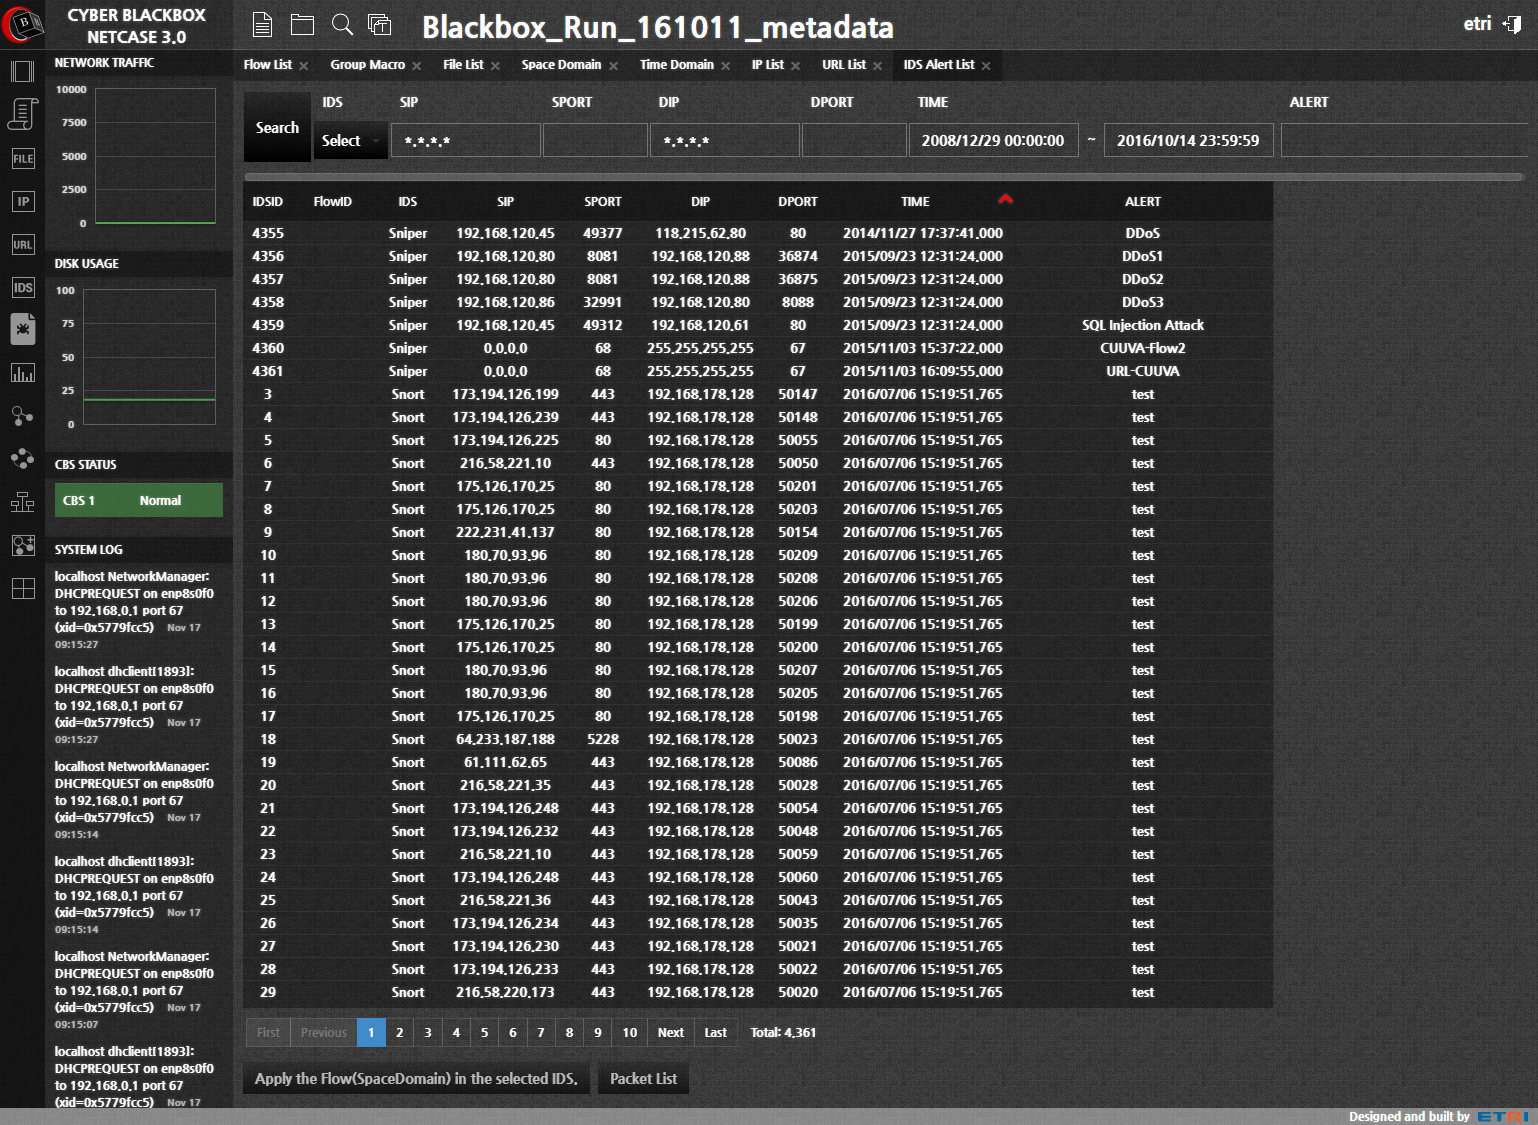 CYBER BLACKBOX
NETCASE 3.0
Blackbox_Run_161011_metadata
etri
NETWORK TRAFFIC
10000
7500
5000
2500
0
DISK USAGE
100
75
50
25
0
CBS STATUS
CBS 1 Normal
SYSTEM LOG
localhost NetworkManager:
DHCPREQUEST on enp8s0f0
to 192.168.0.1 port 67
(xid=0x5779fcc5) Nov 17
09:15:27
localhost dhclient[1893]:
DHCPREQUEST on enp8s0f0
to 192.168.0.1 port 67
(xid=0x5779fcc5) Nov 17
09:15:27
localhost NetworkManager:
DHCPREQUEST on enp8s0f0
to 192.168.0.1 port 67
(xid=0x5779fcc5) Nov 17
09:15:14
localhost dhclient[1893]:
DHCPREQUEST on enp8s0f0
to 192.168.0.1 port 67
(xid=0x5779fcc5) Nov 17
09:15:14
localhost NetworkManager:
DHCPREQUEST on enp8s0f0
to 192.168.0.1 port 67
(xid=0x5779fcc5) Nov 17
09:15:07
localhost dhclient[1893]:
DHCPREQUEST on enp8s0f0
to 192.168.0.1 port 67
(xid=0x5779fcc5) Nov 17
FILE
IP
URL
IDS
Flow List × Group Macro × File List × Space Domain × Time Domain × IP List × URL List × IDS Alert List ×
IDS SIP SPORT DIP DPORT TIME ALERT
Search Select *.*.*.* *.*.*.* 2008/12/29 00:00:00 ~ 2016/10/14 23:59:59
IDSID FlowID IDS SIP SPORT DIP DPORT TIME ALERT
4355 Sniper 192.168.120.45 49377 118.215.62.80 80 2014/11/27 17:37:41.000 DDoS
4356 Sniper 192.168.120.80 8081 192.168.120.88 36874 2015/09/23 12:31:24.000 DDoS1
4357 Sniper 192.168.120.80 8081 192.168.120.88 36875 2015/09/23 12:31:24.000 DDoS2
4358 Sniper 192.168.120.86 32991 192.168.120.80 8088 2015/09/23 12:31:24.000 DDoS3
4359 Sniper 192.168.120.45 49312 192.168.120.61 80 2015/09/23 12:31:24.000 SQL Injection Attack
4360 Sniper 0.0.0.0 68 255.255.255.255 67 2015/11/03 15:37:22.000 CUUVA-Flow2
4361 Sniper 0.0.0.0 68 255.255.255.255 67 2015/11/03 16:09:55.000 URL-CUUVA
3 Snort 173.194.126.199 443 192.168.178.128 50147 2016/07/06 15:19:51.765 test
4 Snort 173.194.126.239 443 192.168.178.128 50148 2016/07/06 15:19:51.765 test
5 Snort 173.194.126.225 80 192.168.178.128 50055 2016/07/06 15:19:51.765 test
6 Snort 216.58.221.10 443 192.168.178.128 50050 2016/07/06 15:19:51.765 test
7 Snort 175.126.170.25 80 192.168.178.128 50201 2016/07/06 15:19:51.765 test
8 Snort 175.126.170.25 80 192.168.178.128 50203 2016/07/06 15:19:51.765 test
9 Snort 222.231.41.137 80 192.168.178.128 50154 2016/07/06 15:19:51.765 test
10 Snort 180.70.93.96 80 192.168.178.128 50209 2016/07/06 15:19:51.765 test
11 Snort 180.70.93.96 80 192.168.178.128 50208 2016/07/06 15:19:51.765 test
12 Snort 180.70.93.96 80 192.168.178.128 50206 2016/07/06 15:19:51.765 test
13 Snort 175.126.170.25 80 192.168.178.128 50199 2016/07/06 15:19:51.765 test
14 Snort 175.126.170.25 80 192.168.178.128 50200 2016/07/06 15:19:51.765 test
15 Snort 180.70.93.96 80 192.168.178.128 50207 2016/07/06 15:19:51.765 test
16 Snort 180.70.93.96 80 192.168.178.128 50205 2016/07/06 15:19:51.765 test
17 Snort 175.126.170.25 80 192.168.178.128 50198 2016/07/06 15:19:51.765 test
18 Snort 64.233.187.188 5228 192.168.178.128 50023 2016/07/06 15:19:51.765 test
19 Snort 61.111.62.65 443 192.168.178.128 50086 2016/07/06 15:19:51.765 test
20 Snort 216.58.221.35 443 192.168.178.128 50028 2016/07/06 15:19:51.765 test
21 Snort 173.194.126.248 443 192.168.178.128 50054 2016/07/06 15:19:51.765 test
22 Snort 173.194.126.232 443 192.168.178.128 50048 2016/07/06 15:19:51.765 test
23 Snort 216.58.221.10 443 192.168.178.128 50059 2016/07/06 15:19:51.765 test
24 Snort 173.194.126.248 443 192.168.178.128 50060 2016/07/06 15:19:51.765 test
25 Snort 216.58.221.36 443 192.168.178.128 50043 2016/07/06 15:19:51.765 test
26 Snort 173.194.126.234 443 192.168.178.128 50035 2016/07/06 15:19:51.765 test
27 Snort 173.194.126.230 443 192.168.178.128 50021 2016/07/06 15:19:51.765 test
28 Snort 173.194.126.233 443 192.168.178.128 50022 2016/07/06 15:19:51.765 test
29 Snort 216.58.220.173 443 192.168.178.128 50020 2016/07/06 15:19:51.765 test
First Previous 1 2 3 4 5 6 7 8 9 10 Next Last Total: 4,361
Apply the Flow(SpaceDomain) in the selected IDS. Packet List
Designed and built by ETRI